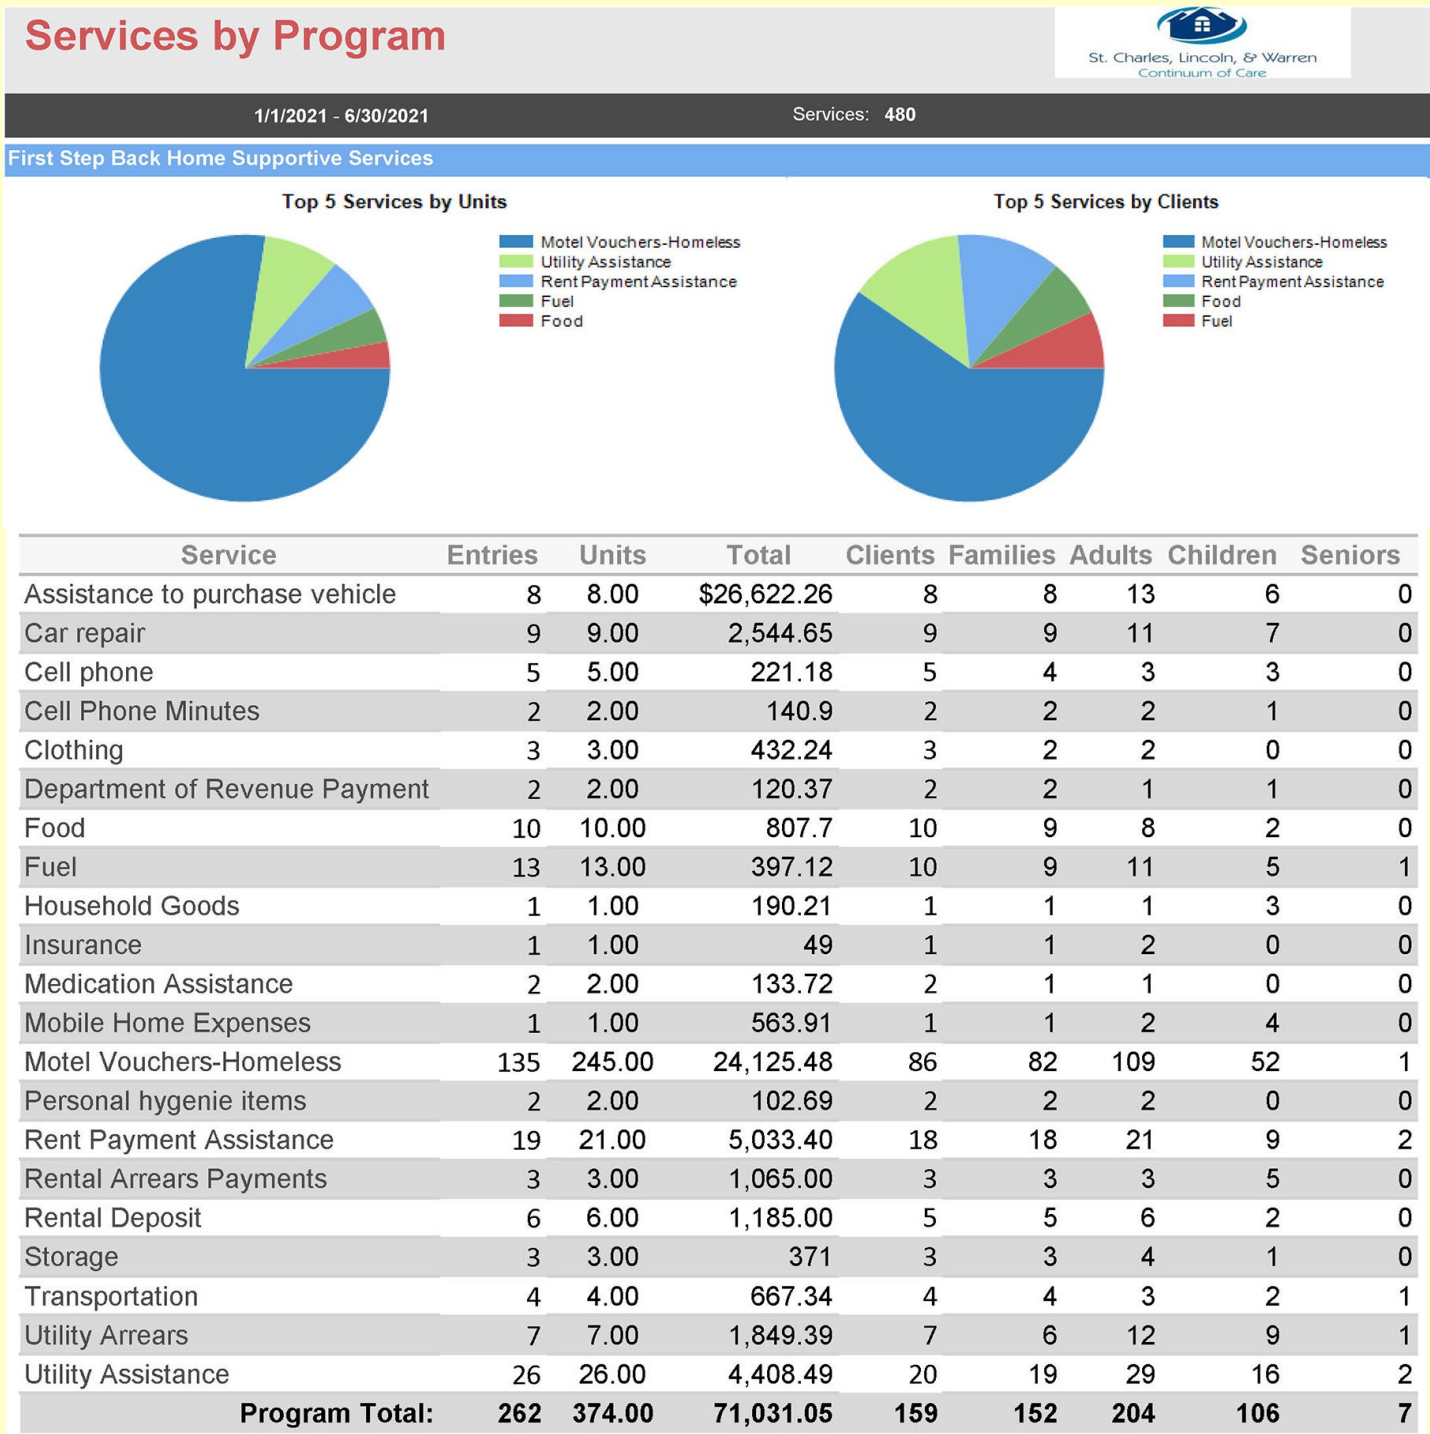 Services by Program
St. Charles, Lincoln, & Warren
Continuum of Care
1/1/2021 - 6/30/2021 Services: 480
First Step Back Home Supportive Services
Top 5 Services by Units
Motel Vouchers-Homeless
Utility Assistance
Rent Payment Assistance
Fuel
Food
Top 5 Services by Clients
Motel Vouchers-Homeless
Utility Assistance
Rent Payment Assistance
Food
Fuel
Service Entries Units Total Clients Families Adults Children Seniors
Assistance to purchase vehicle 8 8.00 $26,622.26 8 8 13 6 0
Car repair 9 9.00 2,544.65 9 9 11 7 0
Cell phone 5 5.00 221.18 5 4 3 3 0
Cell Phone Minutes 2 2.00 140.9 2 2 2 1 0
Clothing 3 3.00 432.24 3 2 2 0 0
Department of Revenue Payment 2 2.00 120.37 2 2 1 1 0
Food 10 10.00 807.7 10 9 8 2 0
Fuel 13 13.00 397.12 10 9 11 5 1
Household Goods 1 1.00 190.21 1 1 1 3 0
Insurance 1 1.00 49 1 1 2 0 0
Medication Assistance 2 2.00 133.72 2 1 1 0 0
Mobile Home Expenses 1 1.00 563.91 1 1 2 4 0
Motel Vouchers-Homeless 135 245.00 24,125.48 86 82 109 52 1
Personal hygenie items 2 2.00 102.69 2 2 2 0 0
Rent Payment Assistance 19 21.00 5,033.40 18 18 21 9 2
Rental Arrears Payments 3 3.00 1,065.00 3 3 3 5 0
Rental Deposit 6 6.00 1,185.00 5 5 6 2 0
Storage 3 3.00 371 3 3 4 1 0
Transportation 4 4.00 667.34 4 4 3 2 1
Utility Arrears 7 7.00 1,849.39 7 6 12 9 1
Utility Assistance 26 26.00 4,408.49 20 19 29 16 2
Program Total: 262 374.00 71,031.05 159 152 204 106 7